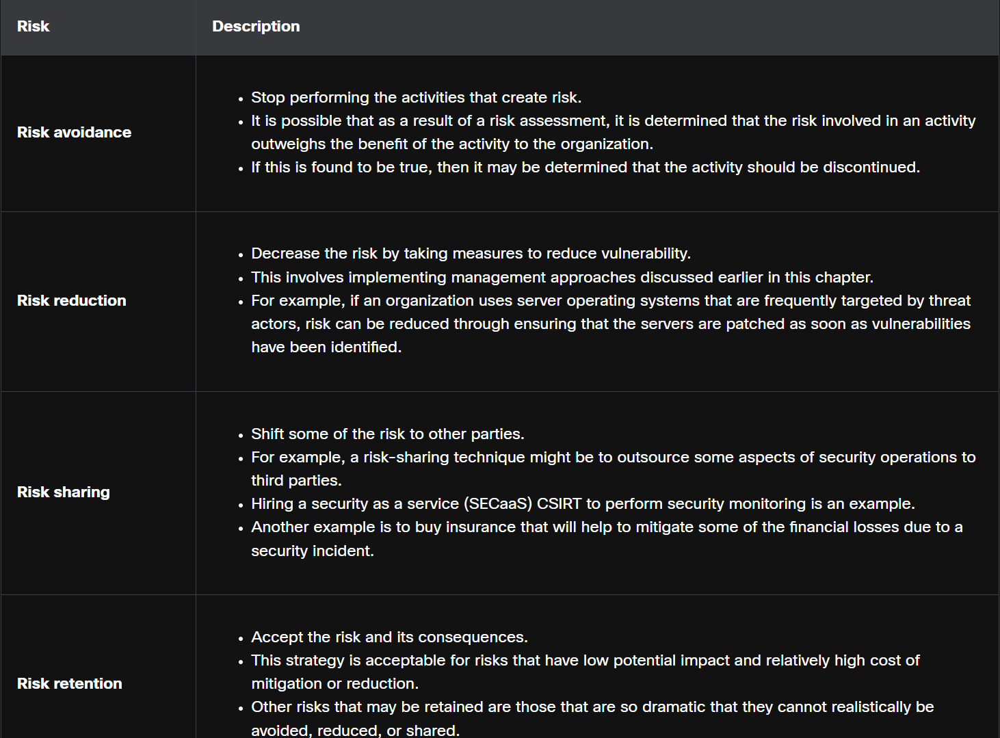 Risk
Description
Risk avoidance
• Stop performing the activities that create risk.
• It is possible that as a result of a risk assessment, it is determined that the risk involved in an activity
outweighs the benefit of the activity to the organization.
• If this is found to be true, then it may be determined that the activity should be discontinued.
Risk reduction
• Decrease the risk by taking measures to reduce vulnerability.
• This involves implementing management approaches discussed earlier in this chapter.
• For example, if an organization uses server operating systems that are frequently targeted by threat
actors, risk can be reduced through ensuring that the servers are patched as soon as vulnerabilities
have been identified.
Risk sharing
• Shift some of the risk to other parties.
• For example, a risk-sharing technique might be to outsource some aspects of security operations to
third parties.
• Hiring a security as a service (SECaaS) CSIRT to perform security monitoring is an example.
• Another example is to buy insurance that will help to mitigate some of the financial losses due to a
security incident.
Risk retention
• Accept the risk and its consequences.
• This strategy is acceptable for risks that have low potential impact and relatively high cost of
mitigation or reduction.
• Other risks that may be retained are those that are so dramatic that they cannot realistically be
avoided, reduced, or shared.